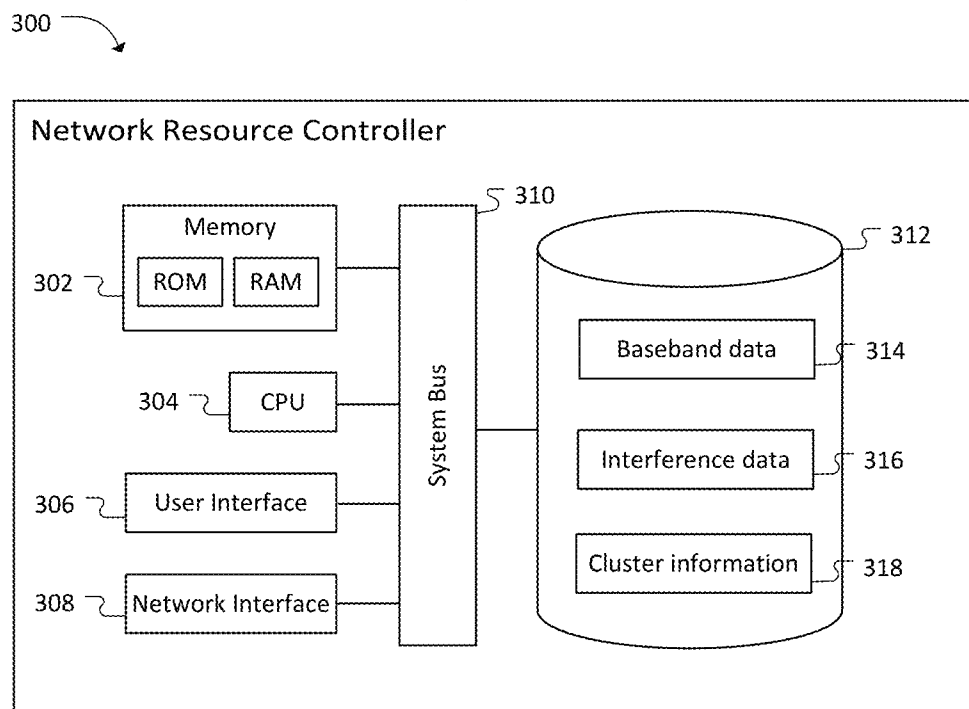 300
Network Resource Controller
310
Memory
312
302
ROM
RAM
Baseband data
314
304
CPU
System Bus
Interference data
316
306
User Interface
Cluster information
318
308
Network Interface